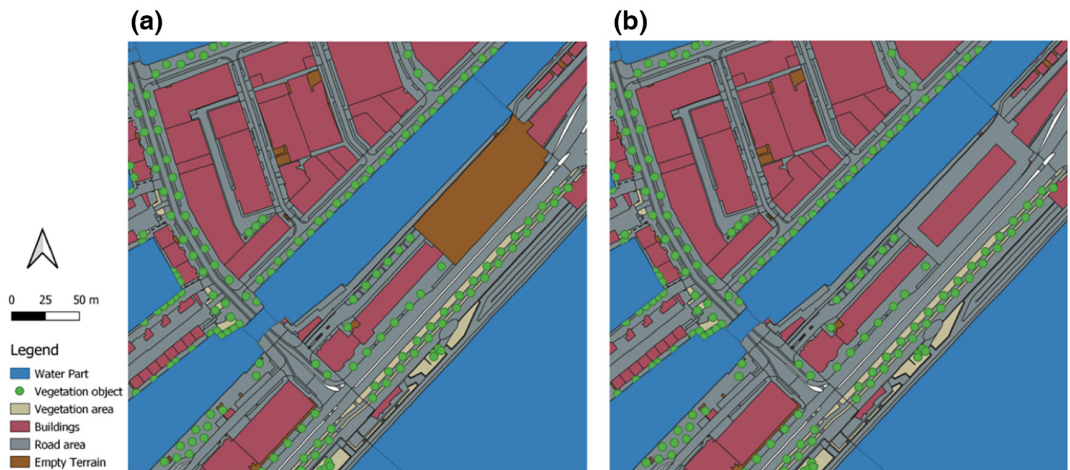 (a) (b)
0 25 50 m
Legend
Water Part
Vegetation object
Vegetation area
Buildings
Road area
Empty Terrain